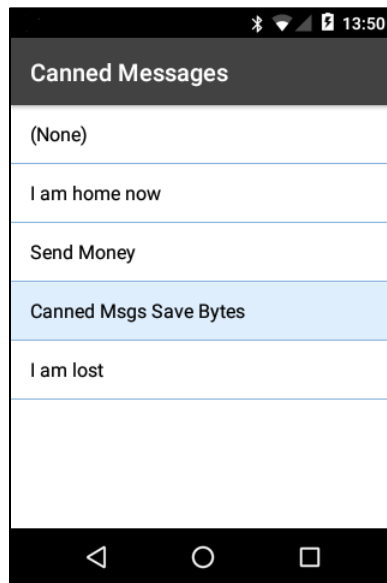 13:50
Canned Messages
(None)
I am home now
Send Money
Canned Msgs Save Bytes
I am lost